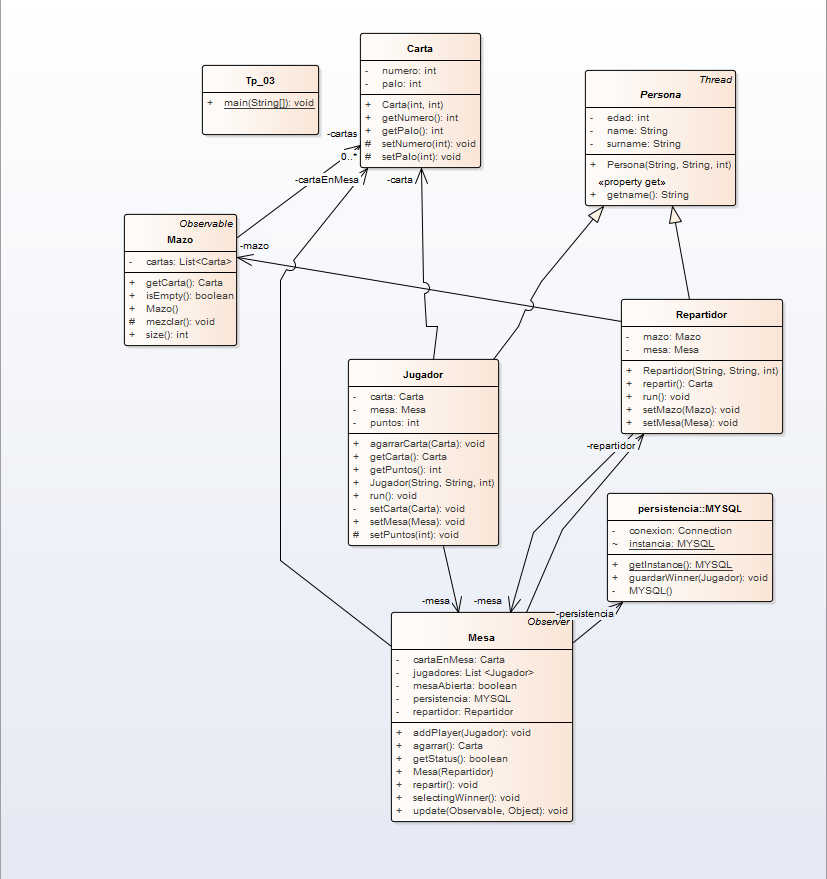 Carta
- numero: int
- palo: int
+ Carta(int, int)
+ getNumero(): int
+ getPalo(): int
# setNumero(int): void
# setPalo(int): void
Tp_03
+ main(String[]): void
Thread
Persona
- edad: int
- name: String
- surname: String
+ Persona(String, String, int)
«property get»
+ getname(): String
-cartas
0..*
-cartaEnMesa
-carta
Observable
Mazo
- cartas: List<Carta>
+ getCarta(): Carta
+ isEmpty(): boolean
+ Mazo()
# mezclar(): void
+ size(): int
-mazo
Repartidor
- mazo: Mazo
- mesa: Mesa
+ Repartidor(String, String, int)
+ repartir(): Carta
+ run(): void
+ setMazo(Mazo): void
+ setMesa(Mesa): void
Jugador
- carta: Carta
- mesa: Mesa
- puntos: int
+ agarrarCarta(Carta): void
+ getCarta(): Carta
+ getPuntos(): int
+ Jugador(String, String, int)
+ run(): void
- setCarta(Carta): void
+ setMesa(Mesa): void
# setPuntos(int): void
-repartidor
persistencia::MYSQL
- conexion: Connection
~ instancia: MYSQL
+ getInstance(): MYSQL
+ guardarWinner(Jugador): void
- MYSQL()
-mesa
-mesa
-persistencia
Observer
Mesa
- cartaEnMesa: Carta
- jugadores: List <Jugador>
- mesaAbierta: boolean
- persistencia: MYSQL
- repartidor: Repartidor
+ addPlayer(Jugador): void
+ agarrar(): Carta
+ getStatus(): boolean
+ Mesa(Repartidor)
+ repartir(): void
+ selectingWinner(): void
+ update(Observable, Object): void